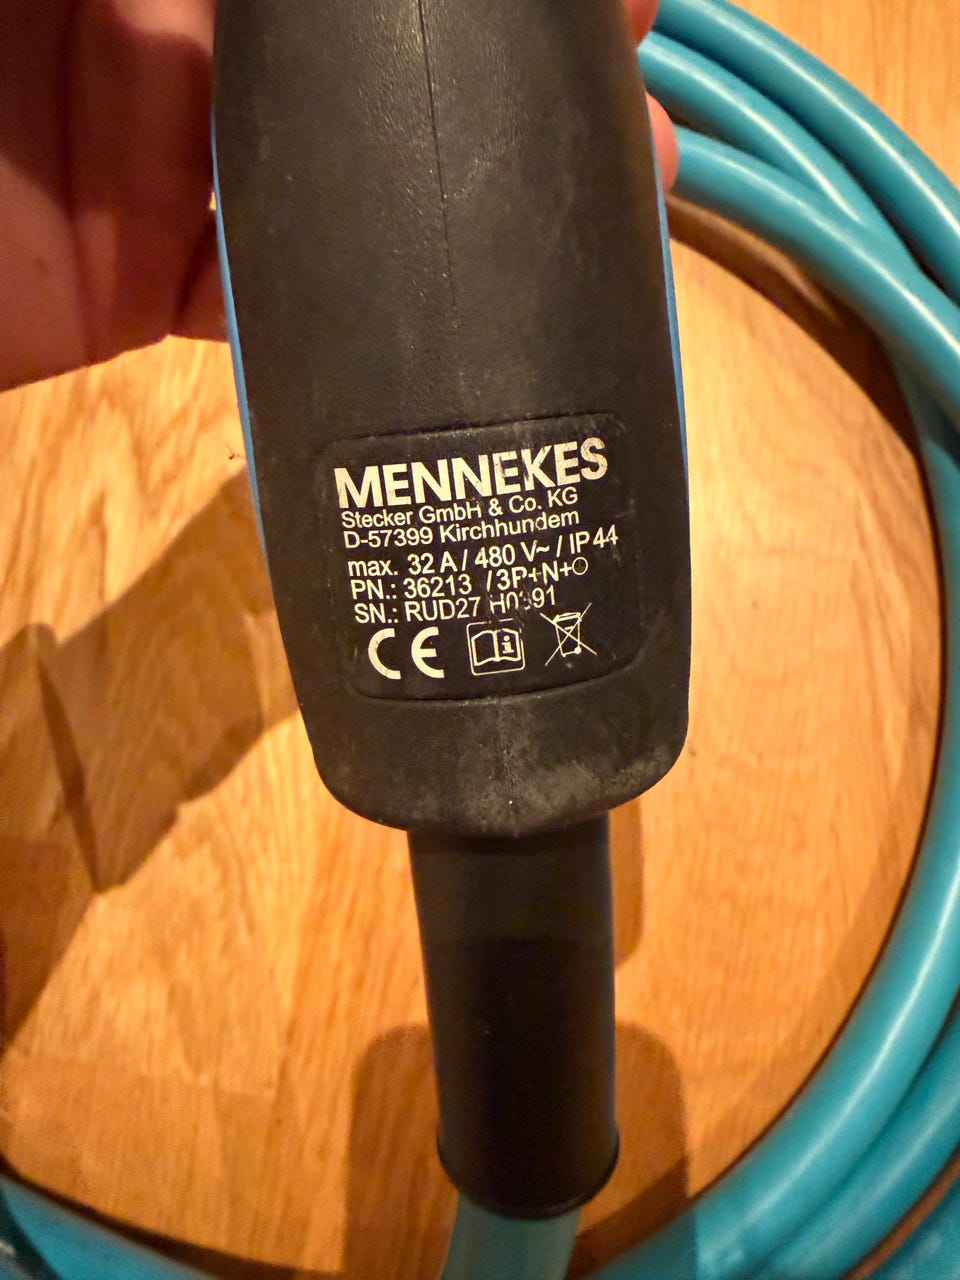 MENNEKES
Stecker GmbH & Co. KG
D-57399 Kirchhundem
max. 32 A / 480 V~ / IP 44
PN.: 36213 / 3P+N+
SN.: RUD27
CE
i